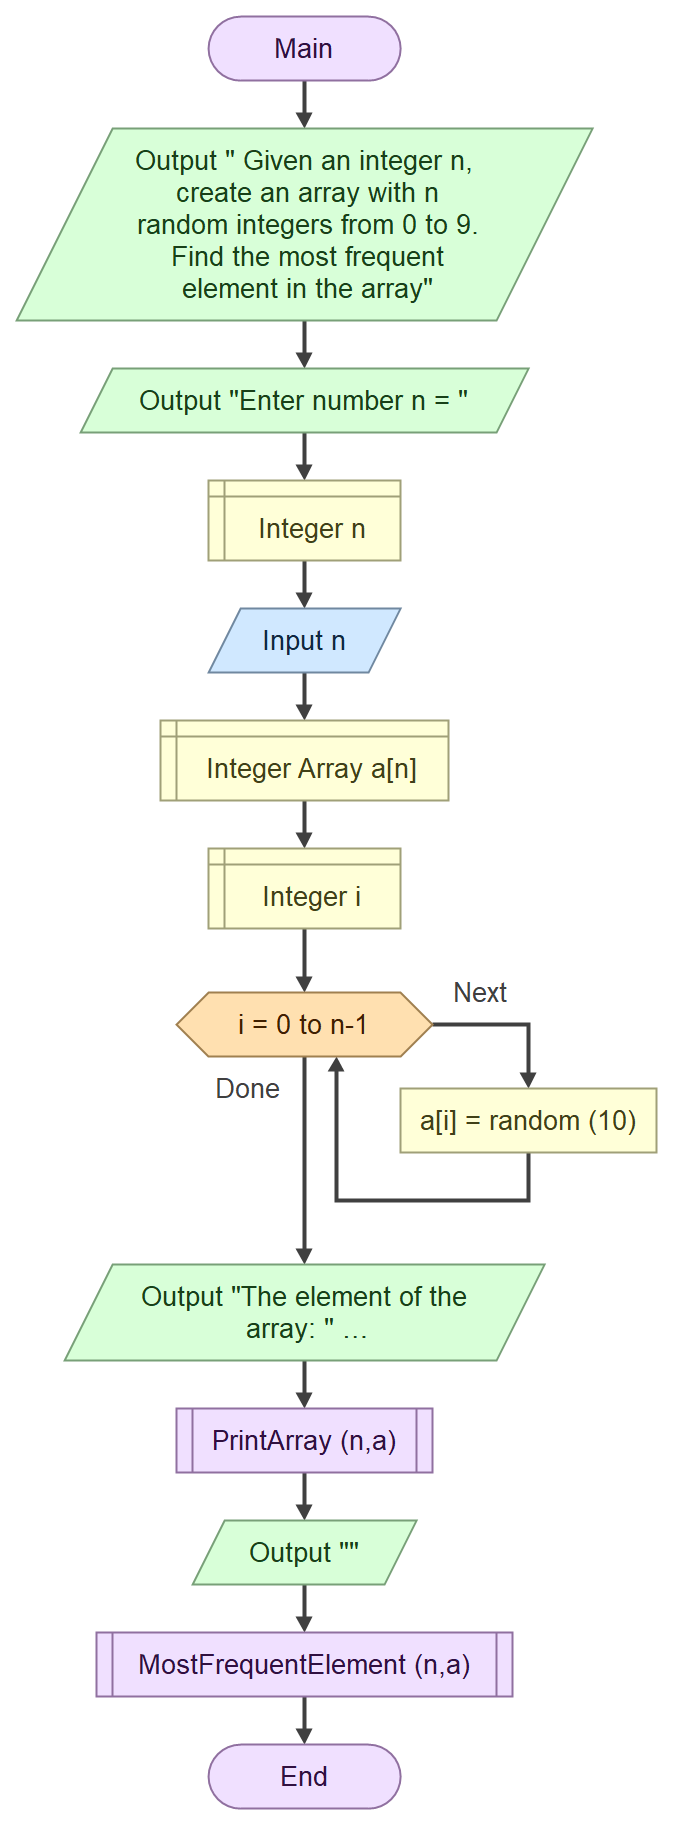 Main
Output " Given an integer n,
create an array with n
random integers from 0 to 9.
Find the most frequent
element in the array"
Output "Enter number n = "
Integer n
Input n
Integer Array a[n]
Integer i
Next
i = 0 to n-1
Done
a[i] = random (10)
Output "The element of the
array: " ...
PrintArray (n,a)
Output ""
MostFrequentElement (n,a)
End